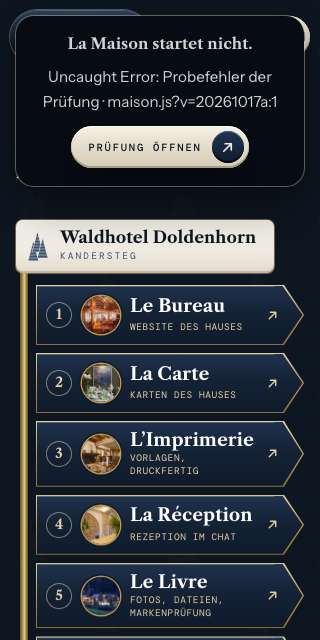 La Maison startet nicht.
Uncaught Error: Probefehler der
Prüfung · maison.js?v=20261017a:1
PRÜFUNG ÖFFNEN
Waldhotel Doldenhorn
KANDERSTEG
1
Le Bureau
WEBSITE DES HAUSES
2
La Carte
KARTEN DES HAUSES
3
L’Imprimerie
VORLAGEN,
DRUCKFERTIG
4
La Réception
REZEPTION IM CHAT
5
Le Livre
FOTOS, DATEIEN,
MARKENPRÜFUNG